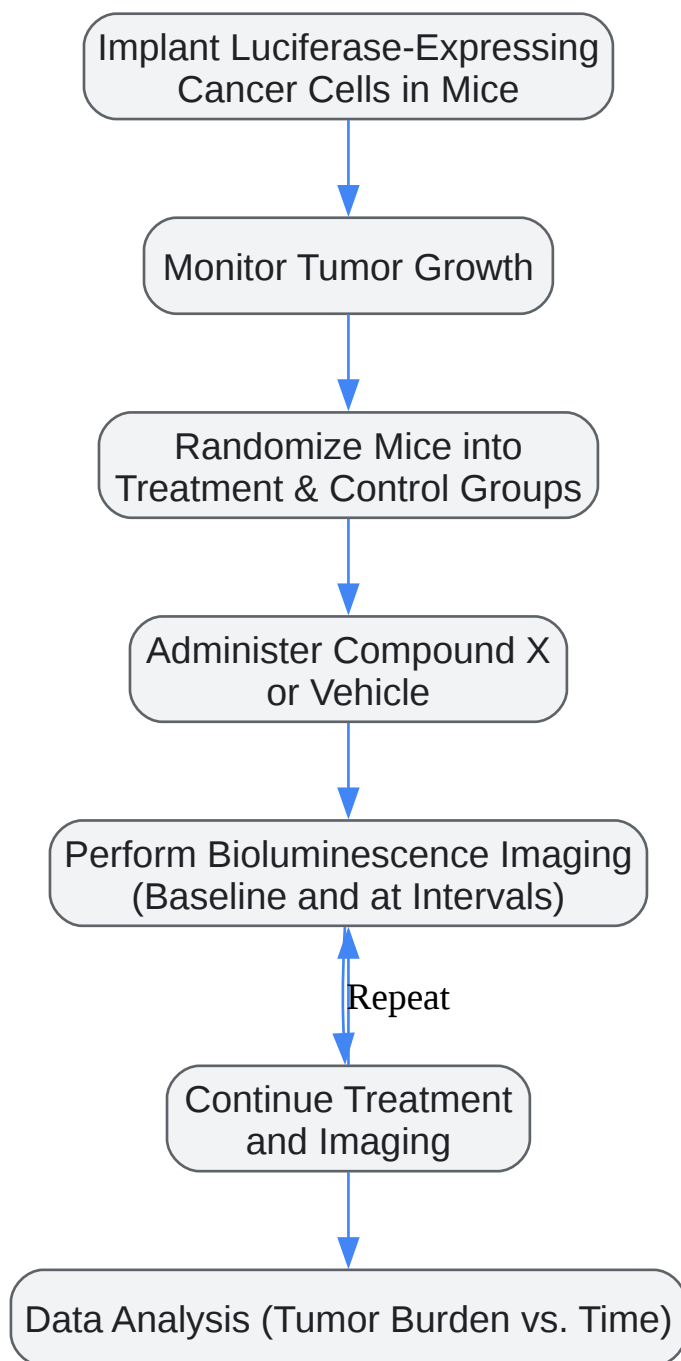 Implant Luciferase-Expressing
Cancer Cells in Mice
Monitor Tumor Growth
Randomize Mice into
Treatment & Control Groups
Administer Compound X
or Vehicle
Perform Bioluminescence Imaging
(Baseline and at Intervals)
Repeat
Continue Treatment
and Imaging
Data Analysis (Tumor Burden vs. Time)